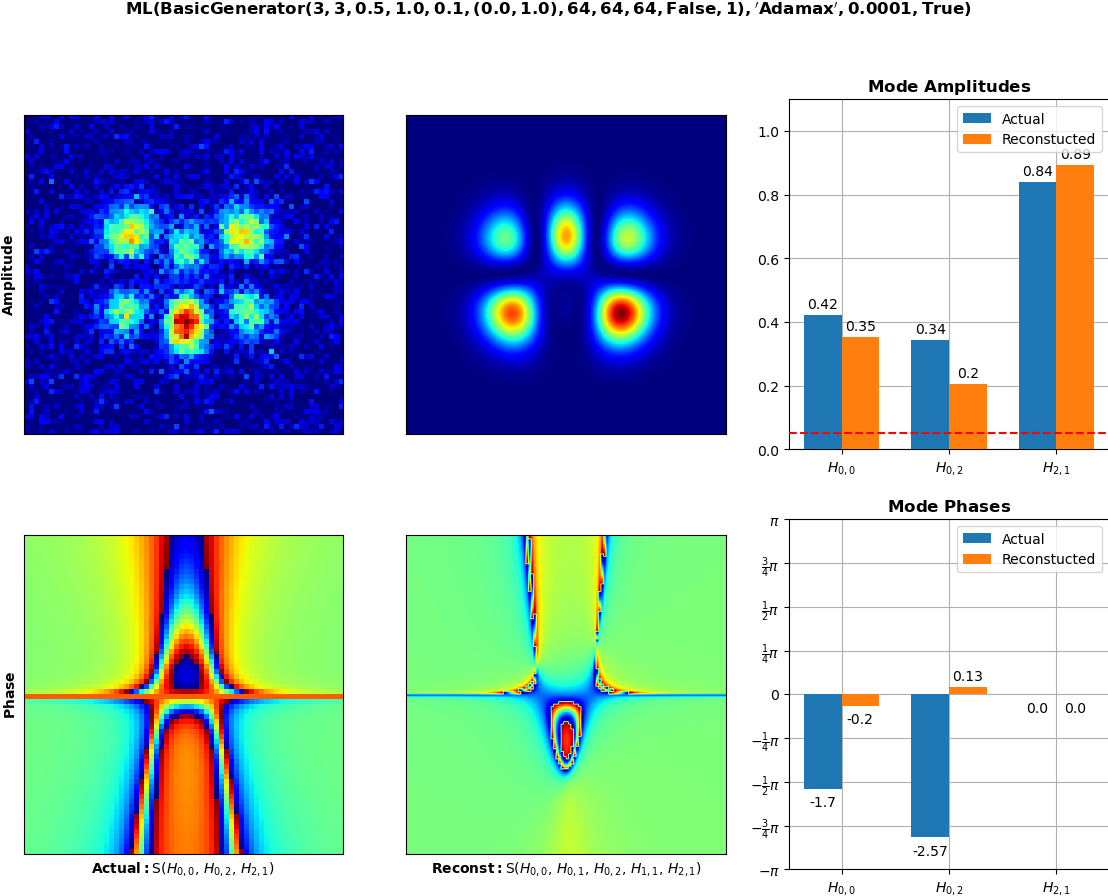 ML(BasicGenerator(3, 3, 0.5, 1.0, 0.1, (0.0, 1.0), 64, 64, 64, False, 1), ′Adamax′, 0.0001, True)
Amplitude
Mode Amplitudes
Actual
Reconstucted
1.0
0.8
0.6
0.4
0.2
0.0
0.42
0.35
0.34
0.2
0.84
0.89
H0,0
H0,2
H2,1
Phase
Actual: S(H0,0, H0,2, H2,1)
Reconst: S(H0,0, H0,1, H0,2, H1,1, H2,1)
Mode Phases
Actual
Reconstucted
π
3/4π
1/2π
1/4π
0
−1/4π
−1/2π
−3/4π
−π
-1.7
-0.2
-2.57
0.13
0.0
0.0
H0,0
H0,2
H2,1